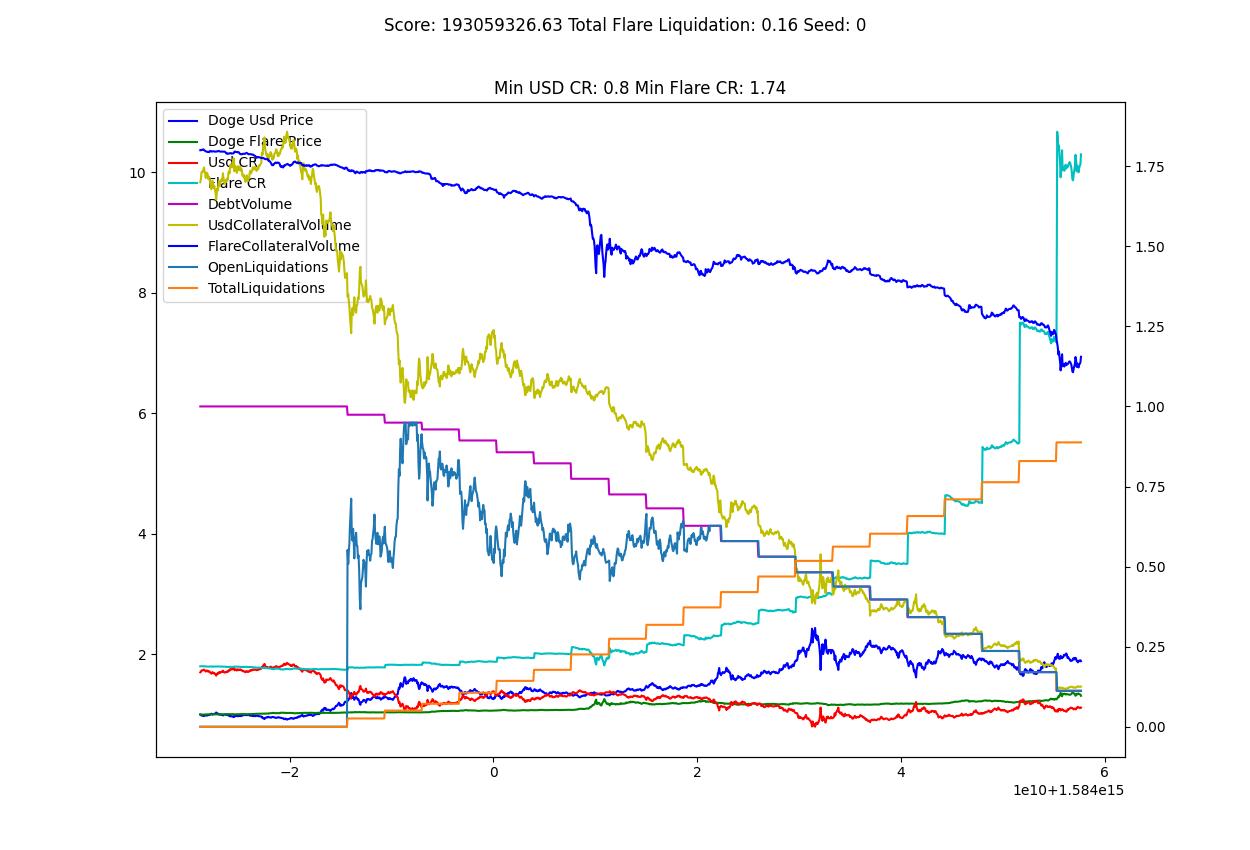 Score: 193059326.63 Total Flare Liquidation: 0.16 Seed: 0
Min USD CR: 0.8 Min Flare CR: 1.74
Doge Usd Price
Doge Flare Price
Usd CR
Flare CR
DebtVolume
UsdCollateralVolume
FlareCollateralVolume
OpenLiquidations
TotalLiquidations
10
8
6
4
2
1.75
1.50
1.25
1.00
0.75
0.50
0.25
0.00
−2
0
2
4
6
1e10+1.584e15